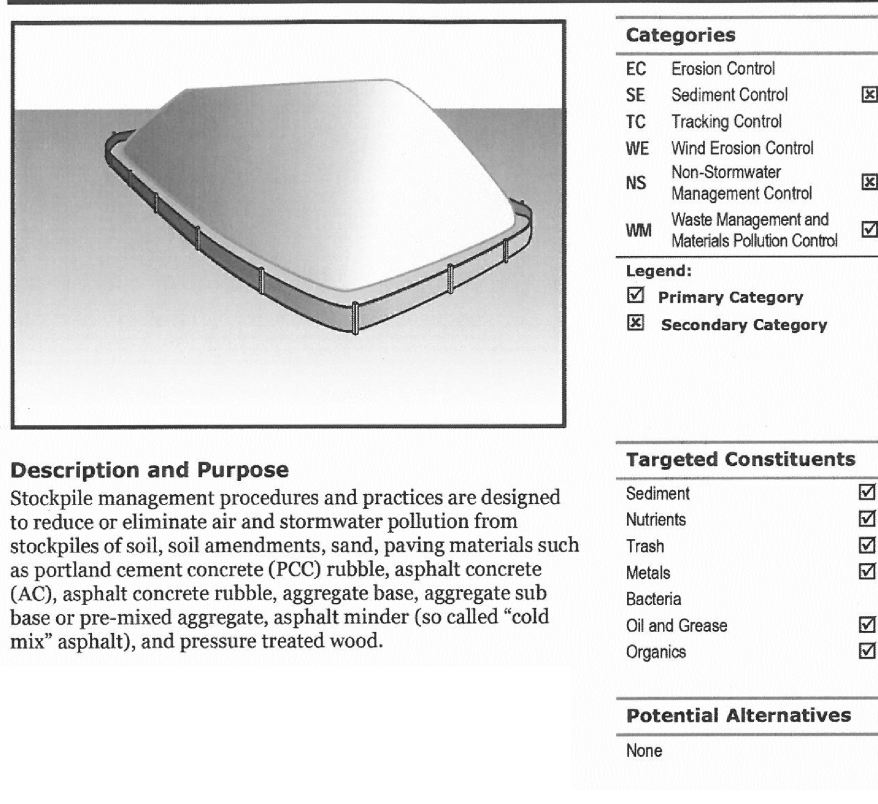 Categories
EC Erosion Control
SE Sediment Control ☒
TC Tracking Control
WE Wind Erosion Control
NS Non-Stormwater
Management Control ☒
WM Waste Management and
Materials Pollution Control ☑
Legend:
☑ Primary Category
☒ Secondary Category
Description and Purpose
Stockpile management procedures and practices are designed
to reduce or eliminate air and stormwater pollution from
stockpiles of soil, soil amendments, sand, paving materials such
as portland cement concrete (PCC) rubble, asphalt concrete
(AC), asphalt concrete rubble, aggregate base, aggregate sub
base or pre-mixed aggregate, asphalt minder (so called “cold
mix” asphalt), and pressure treated wood.
Targeted Constituents
Sediment ☑
Nutrients ☑
Trash ☑
Metals ☑
Bacteria
Oil and Grease ☑
Organics ☑
Potential Alternatives
None